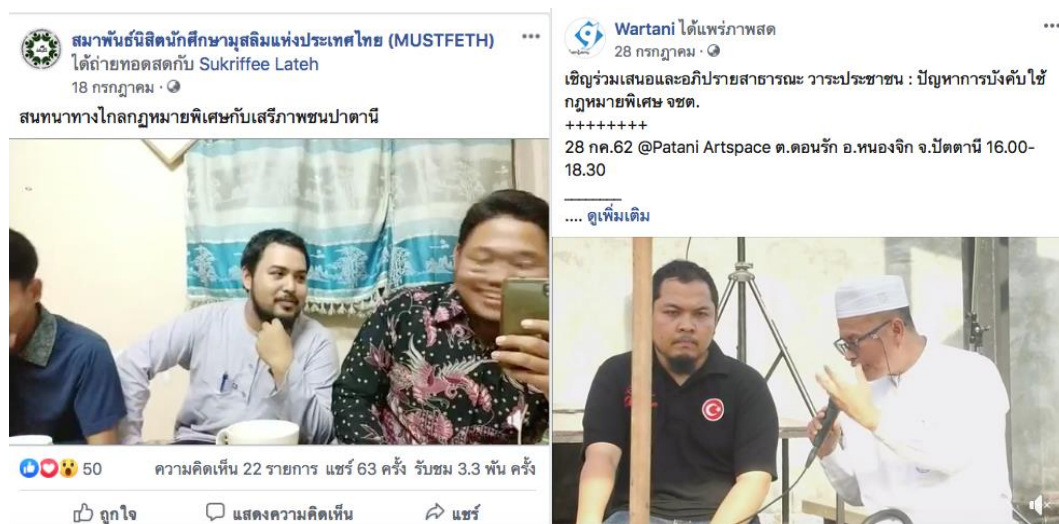 สมาพันธ์นิสิตนักศึกษามุสลิมแห่งประเทศไทย (MUSTFETH)
ได้ถ่ายทอดสดกับ Sukriffee Lateh
18 กรกฎาคม
สนทนาทางไกลกฏหมายพิเศษกับเสรีภาพชนปาตานี
50 ความคิดเห็น 22 รายการ แชร์ 63 ครั้ง รับชม 3.3 พัน ครั้ง
ถูกใจ แสดงความคิดเห็น แชร์
Wartani ได้แพร่ภาพสด
28 กรกฎาคม
เชิญร่วมเสนอและอภิปรายสาธารณะ วาระประชาชน : ปัญหาการบังคับใช้
กฎหมายพิเศษ จชต.
++++++++
28 กค.62 @Patani Artspace ต.ดอนรัก อ.หนองจิก จ.ปัตตานี 16.00-
18.30
________
.... ดูเพิ่มเติม